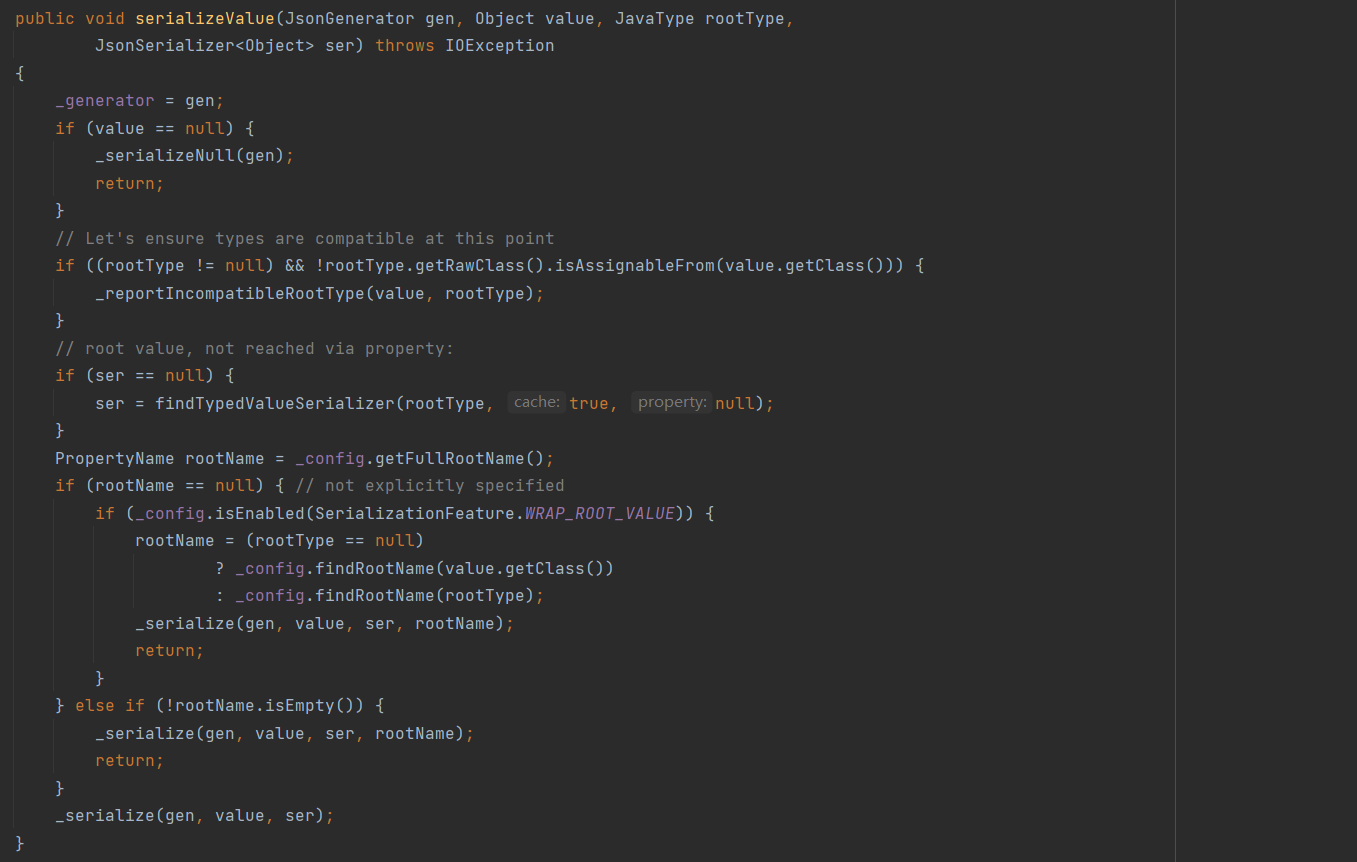 public void serializeValue(JsonGenerator gen, Object value, JavaType rootType,
        JsonSerializer<Object> ser) throws IOException
{
    _generator = gen;
    if (value == null) {
        _serializeNull(gen);
        return;
    }
    // Let's ensure types are compatible at this point
    if ((rootType != null) && !rootType.getRawClass().isAssignableFrom(value.getClass())) {
        _reportIncompatibleRootType(value, rootType);
    }
    // root value, not reached via property:
    if (ser == null) {
        ser = findTypedValueSerializer(rootType, cache: true, property: null);
    }
    PropertyName rootName = _config.getFullRootName();
    if (rootName == null) { // not explicitly specified
        if (_config.isEnabled(SerializationFeature.WRAP_ROOT_VALUE)) {
            rootName = (rootType == null)
                    ? _config.findRootName(value.getClass())
                    : _config.findRootName(rootType);
            _serialize(gen, value, ser, rootName);
            return;
        }
    } else if (!rootName.isEmpty()) {
        _serialize(gen, value, ser, rootName);
        return;
    }
    _serialize(gen, value, ser);
}